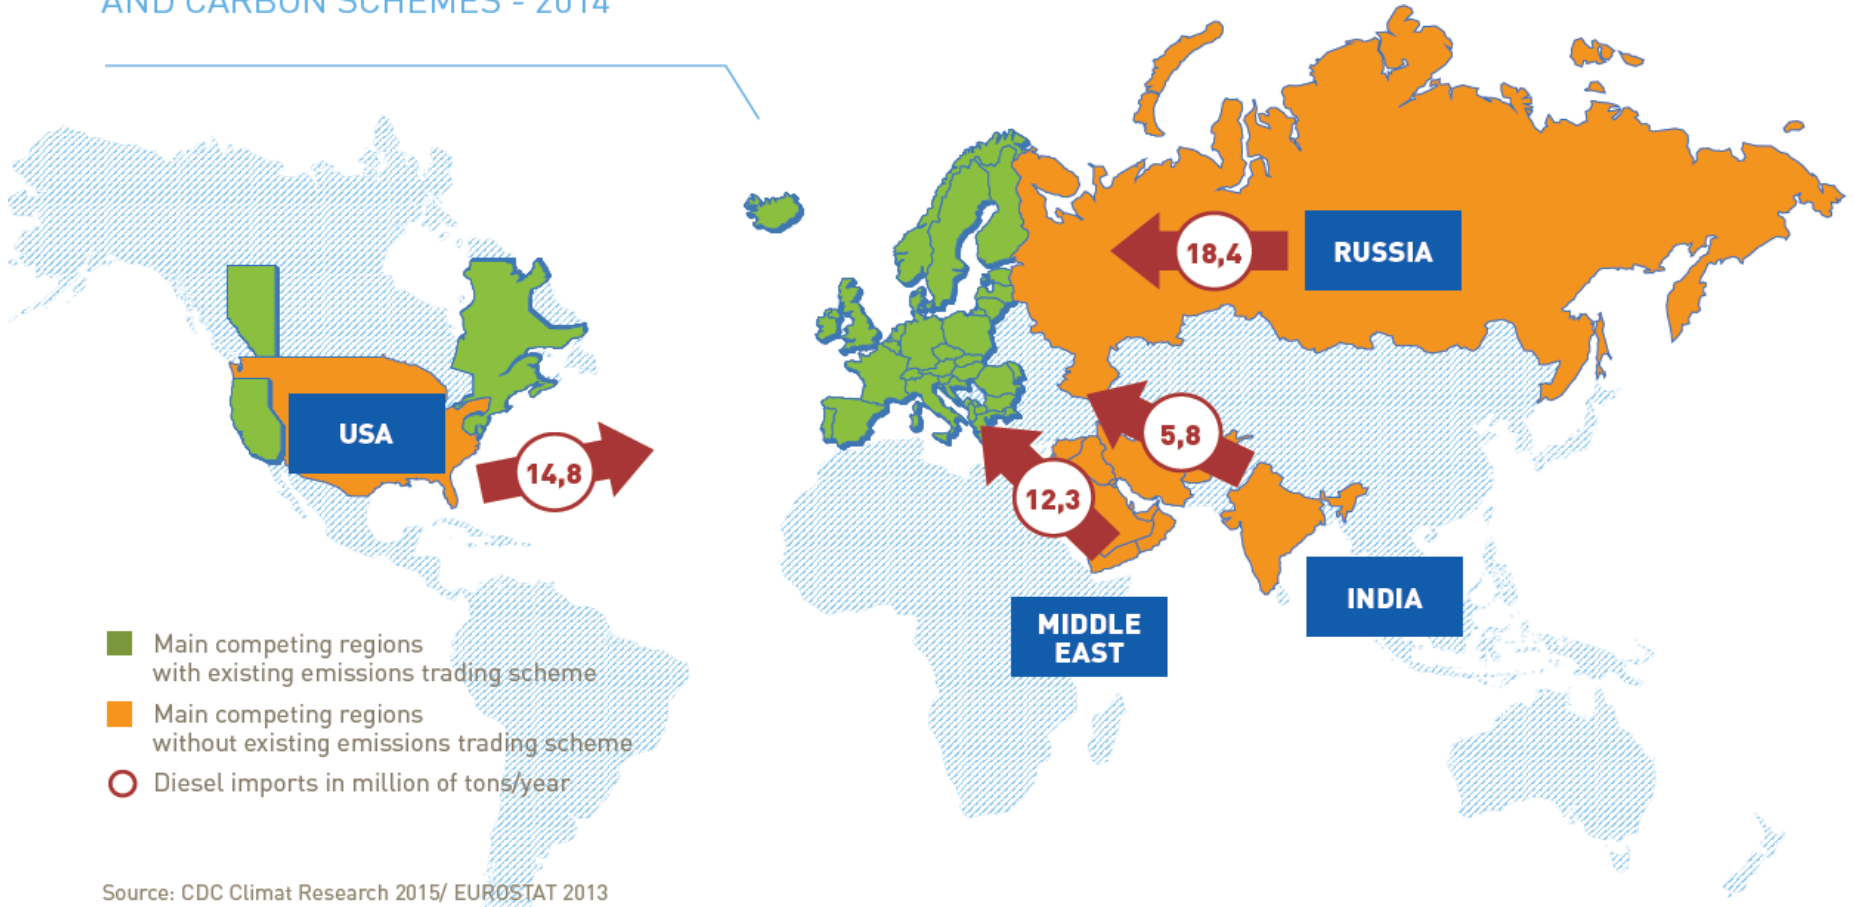 AND CARBON SCHEMES - 2014
RUSSIA
18,4
USA
14,8
5,8
12,3
INDIA
MIDDLE
EAST
Main competing regions
with existing emissions trading scheme
Main competing regions
without existing emissions trading scheme
Diesel imports in million of tons/year
Source: CDC Climat Research 2015/ EUROSTAT 2013